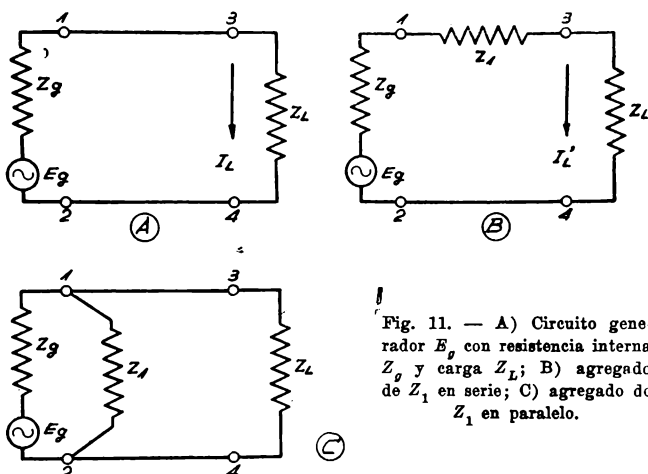 1 3
Zg
ZL
IL
Eg
2 4
A
1 3
Z1
Zg
ZL
IL'
Eg
2 4
B
1 3
Zg
Z1
ZL
Eg
2 4
C
Fig. 11. — A) Circuito gene-
rador Eg con resistencia interna
Zg y carga ZL; B) agregado
de Z1 en serie; C) agregado de
Z1 en paralelo.